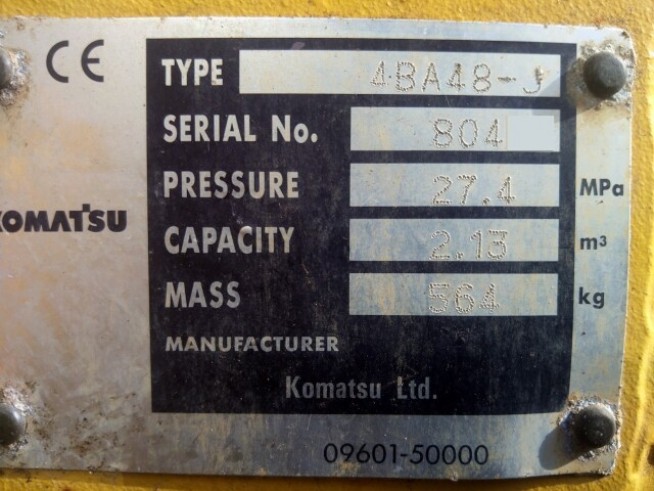 CE
TYPE 4BA48-J
SERIAL No. 804
PRESSURE 27.4 MPa
KOMATSU
CAPACITY 2.13 m³
MASS 564 kg
MANUFACTURER
Komatsu Ltd.
09601-50000